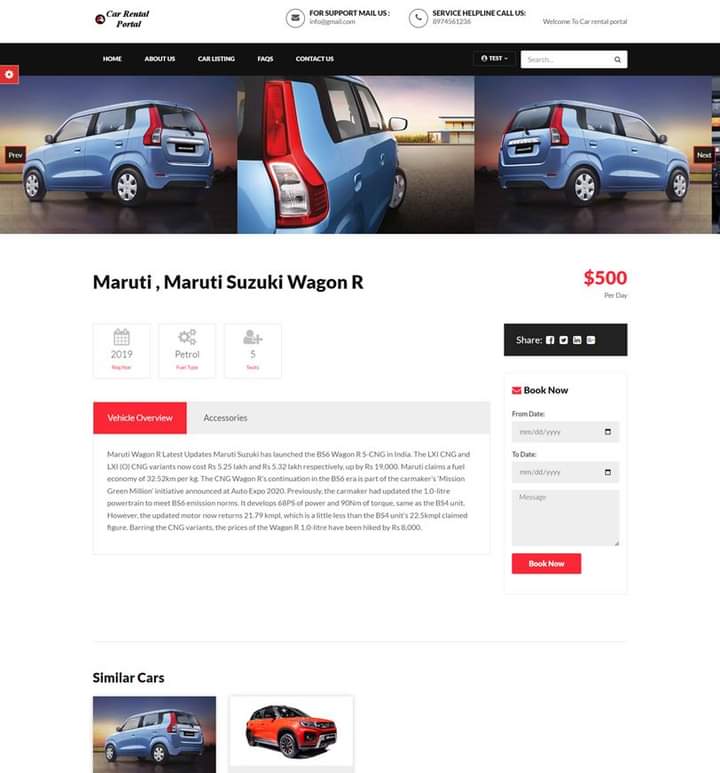 Car Rental
Portal
FOR SUPPORT MAIL US :
info@gmail.com
SERVICE HELPLINE CALL US:
8974561236
Welcome To Car rental portal
HOME
ABOUT US
CAR LISTING
FAQS
CONTACT US
TEST
Search...
Prev
Next
Maruti , Maruti Suzuki Wagon R
$500
Per Day
2019
Reg.Year
Petrol
Fuel Type
5
Seats
Share:
Vehicle Overview
Accessories
Maruti Wagon R Latest Updates Maruti Suzuki has launched the BS6 Wagon R S-CNG in India. The LXI CNG and
LXI (O) CNG variants now cost Rs 5.25 lakh and Rs 5.32 lakh respectively, up by Rs 19,000. Maruti claims a fuel
economy of 32.52km per kg. The CNG Wagon R's continuation in the BS6 era is part of the carmaker's 'Mission
Green Million' initiative announced at Auto Expo 2020. Previously, the carmaker had updated the 1.0-litre
powertrain to meet BS6 emission norms. It develops 68PS of power and 90Nm of torque, same as the BS4 unit.
However, the updated motor now returns 21.79 kmpl, which is a little less than the BS4 unit's 22.5kmpl claimed
figure. Barring the CNG variants, the prices of the Wagon R 1.0-litre have been hiked by Rs 8,000.
Book Now
From Date:
mm/dd/yyyy
To Date:
mm/dd/yyyy
Message
Book Now
Similar Cars